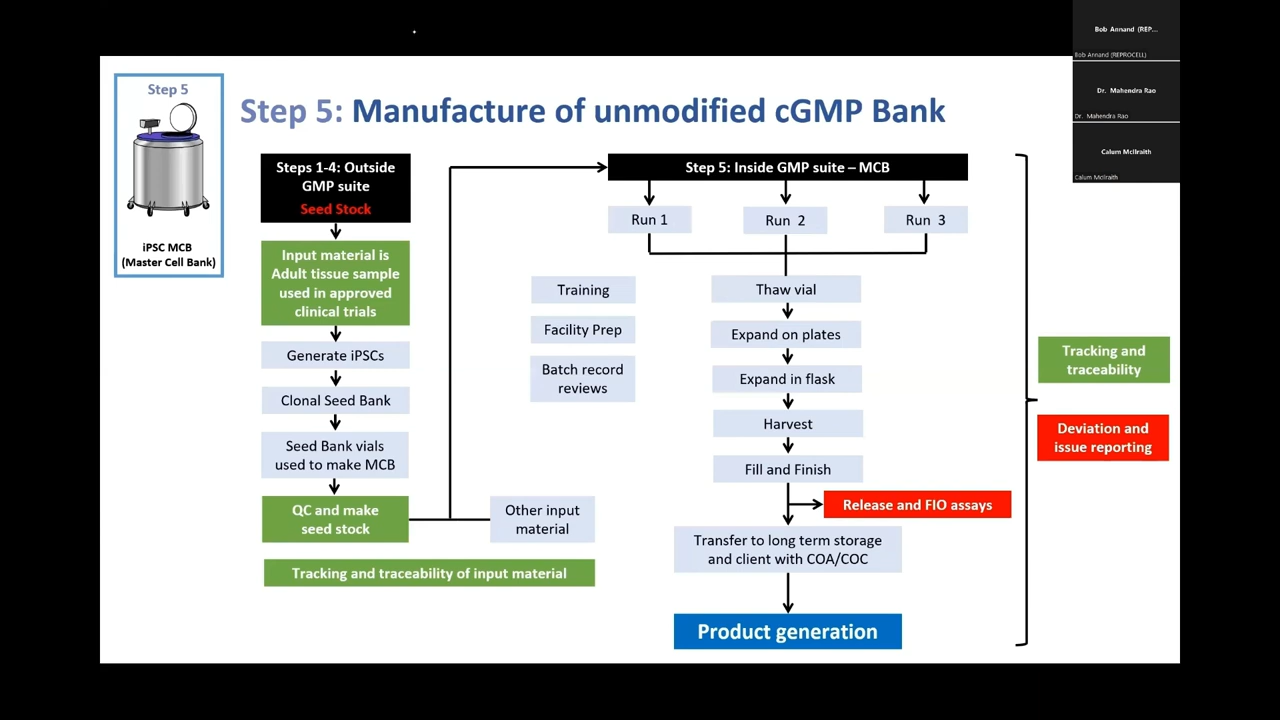 Bob Annand (REP...
Bob Annand (REPROCELL)
Dr. Mahendra Rao
Dr. Mahendra Rao
Calum McIlraith
Calum McIlraith
Step 5
iPSC MCB
(Master Cell Bank)
Step 5: Manufacture of unmodified cGMP Bank
Steps 1-4: Outside
GMP suite
Seed Stock
Input material is
Adult tissue sample
used in approved
clinical trials
Generate iPSCs
Clonal Seed Bank
Seed Bank vials
used to make MCB
QC and make
seed stock
Other input
material
Tracking and traceability of input material
Step 5: Inside GMP suite – MCB
Run 1
Run 2
Run 3
Training
Facility Prep
Batch record
reviews
Thaw vial
Expand on plates
Expand in flask
Harvest
Fill and Finish
Release and FIO assays
Transfer to long term storage
and client with COA/COC
Product generation
Tracking and
traceability
Deviation and
issue reporting